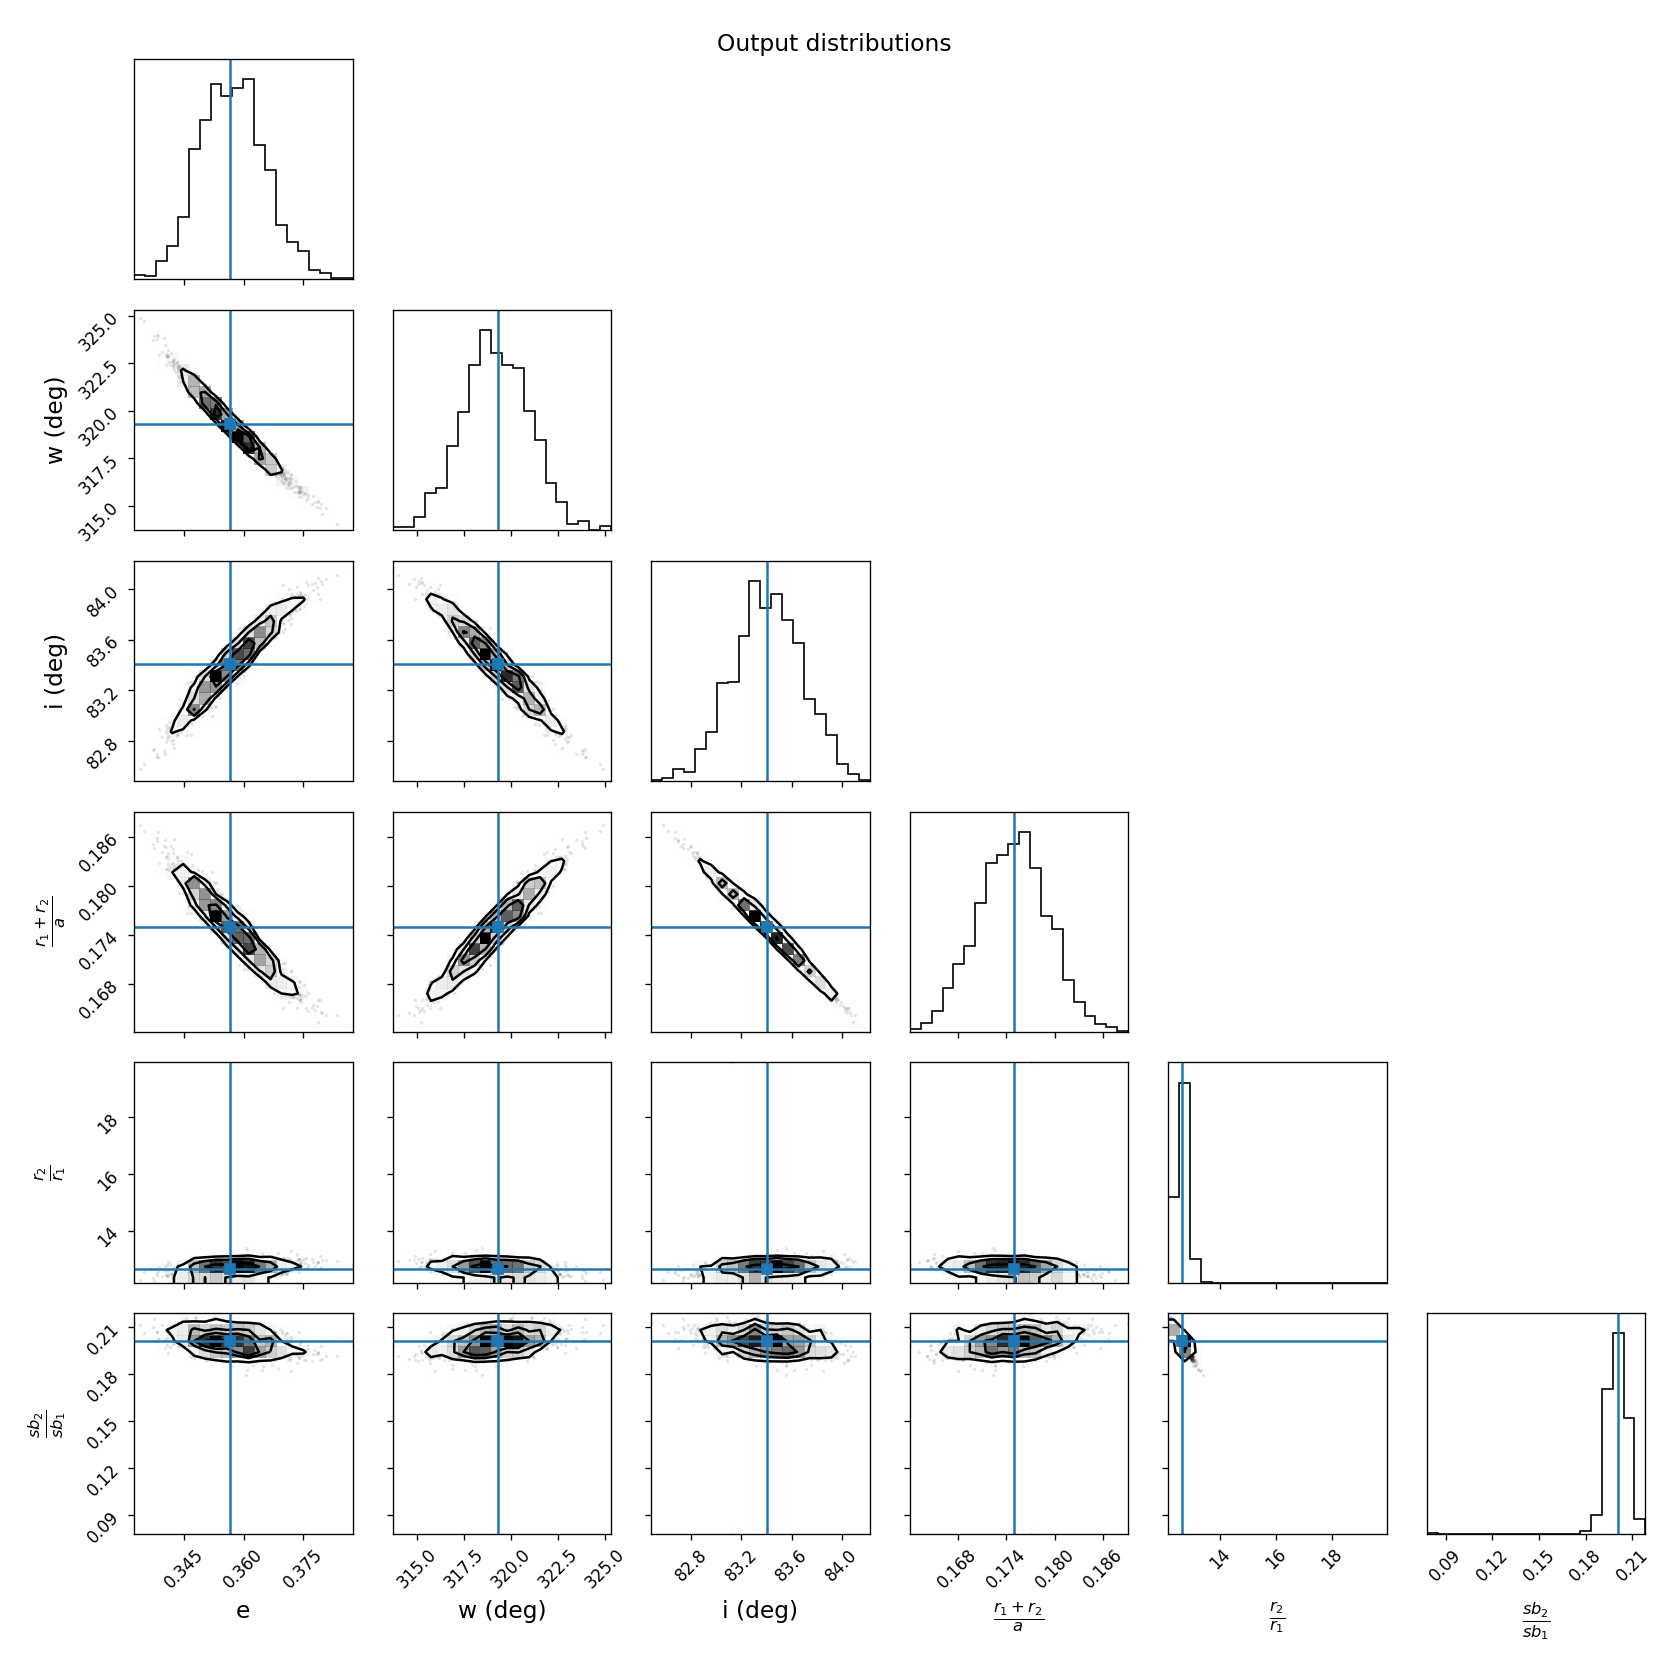 Output distributions
w (deg)
325.0
322.5
320.0
317.5
315.0
i (deg)
84.0
83.6
83.2
82.8
r₁ + r₂
a
0.186
0.180
0.174
0.168
r₂
r₁
18
16
14
sb₂
sb₁
0.21
0.18
0.15
0.12
0.09
0.345 0.360 0.375 315.0 317.5 320.0 322.5 325.0 82.8 83.2 83.6 84.0 0.168 0.174 0.180 0.186 14 16 18 0.09 0.12 0.15 0.18 0.21
e w (deg) i (deg) r₁ + r₂ r₂ sb₂
a r₁ sb₁